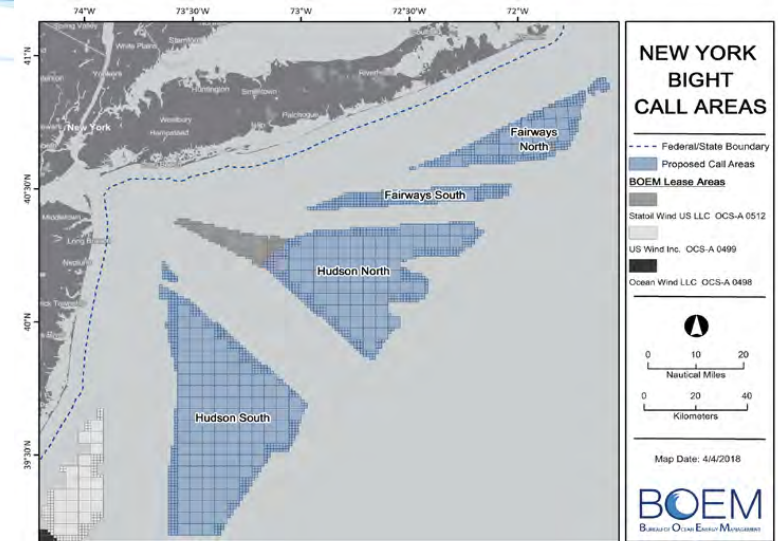 74°W
73°30'W
73°W
72°30'W
72°W
41°N
40°30'N
40°N
39°30'N
White Plains
Stamford
Yonkers
Huntington
Smithtown
Riverhead
New York
Westbury
Hempstead
Islip
Patchogue
Middletown
Long Branch
Neptune
Fairways
North
Fairways South
Hudson North
Hudson South
NEW YORK
BIGHT
CALL AREAS
Federal/State Boundary
Proposed Call Areas
BOEM Lease Areas
Statoil Wind US LLC OCS-A 0512
US Wind Inc. OCS-A 0499
Ocean Wind LLC OCS-A 0498
0 10 20
Nautical Miles
0 20 40
Kilometers
Map Date: 4/4/2018
BOEM
BUREAU OF OCEAN ENERGY MANAGEMENT